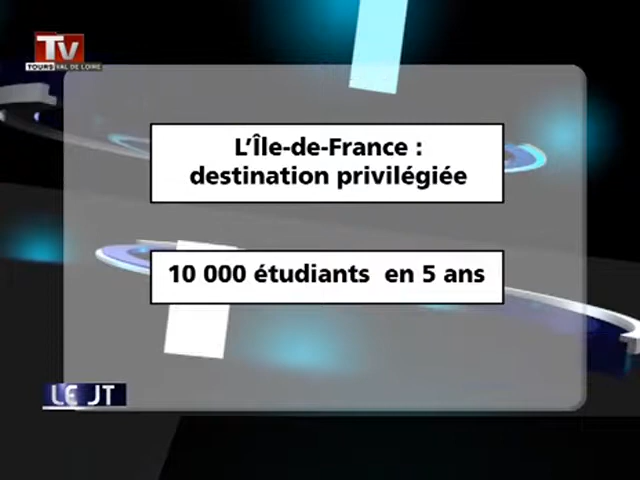 TV
TOURS VAL DE LOIRE
L'Île-de-France :
destination privilégiée
10 000 étudiants en 5 ans
LE JT